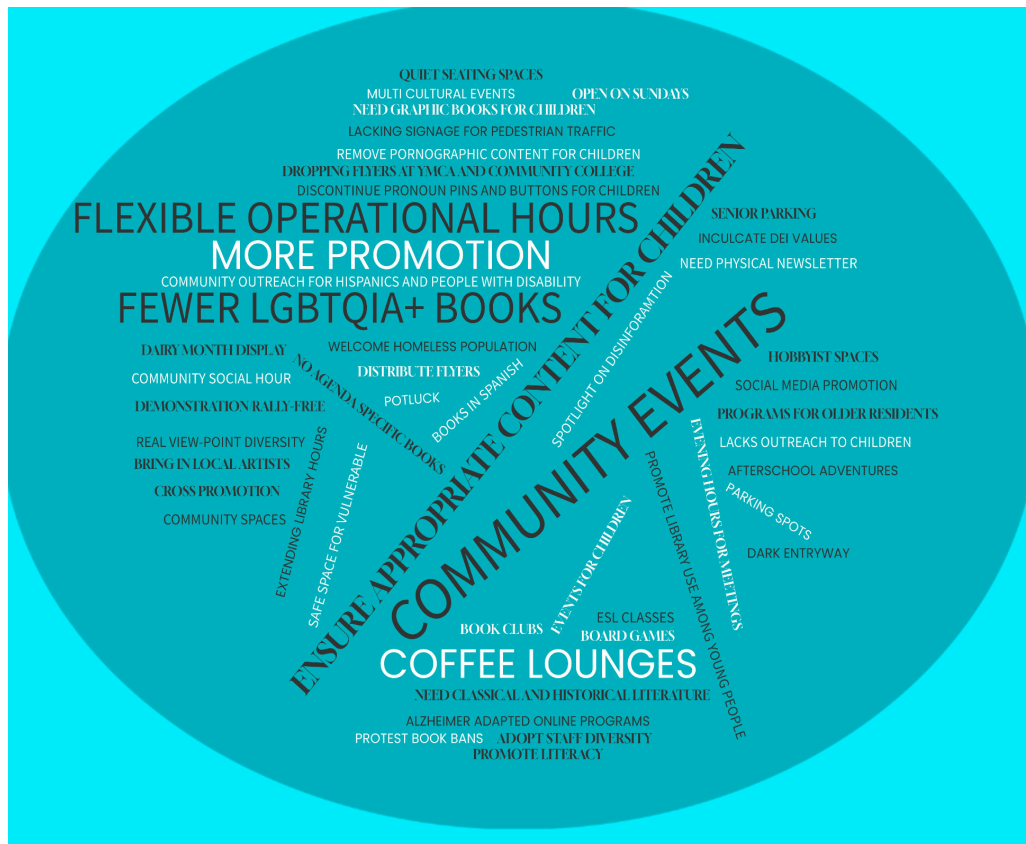 QUIET SEATING SPACES
MULTI CULTURAL EVENTS
OPEN ON SUNDAYS
NEED GRAPHIC BOOKS FOR CHILDREN
LACKING SIGNAGE FOR PEDESTRIAN TRAFFIC
REMOVE PORNOGRAPHIC CONTENT FOR CHILDREN
DROPPING FLYERS AT YMCA AND COMMUNITY COLLEGE
DISCONTINUE PRONOUN PINS AND BUTTONS FOR CHILDREN
FLEXIBLE OPERATIONAL HOURS
MORE PROMOTION
COMMUNITY OUTREACH FOR HISPANICS AND PEOPLE WITH DISABILITY
FEWER LGBTQIA+ BOOKS
ENSURE APPROPRIATE CONTENT FOR CHILDREN
SENIOR PARKING
INCULCATE DEI VALUES
NEED PHYSICAL NEWSLETTER
SPOTLIGHT ON DISINFORAMTION
COMMUNITY EVENTS
DAIRY MONTH DISPLAY
NO AGENDA SPECIFIC BOOKS
WELCOME HOMELESS POPULATION
COMMUNITY SOCIAL HOUR
DISTRIBUTE FLYERS
POTLUCK
BOOKS IN SPANISH
DEMONSTRATION/RALLY-FREE
REAL VIEW-POINT DIVERSITY
BRING IN LOCAL ARTISTS
CROSS PROMOTION
COMMUNITY SPACES
EXTENDING LIBRARY HOURS
SAFE SPACE FOR VULNERABLE
HOBBYIST SPACES
SOCIAL MEDIA PROMOTION
PROGRAMS FOR OLDER RESIDENTS
LACKS OUTREACH TO CHILDREN
AFTERSCHOOL ADVENTURES
PARKING SPOTS
DARK ENTRYWAY
EVENING HOURS FOR MEETINGS
PROMOTE LIBRARY USE AMONG YOUNG PEOPLE
EVENTS FOR CHILDREN
ESL CLASSES
BOOK CLUBS
BOARD GAMES
COFFEE LOUNGES
NEED CLASSICAL AND HISTORICAL LITERATURE
ALZHEIMER ADAPTED ONLINE PROGRAMS
PROTEST BOOK BANS
ADOPT STAFF DIVERSITY
PROMOTE LITERACY